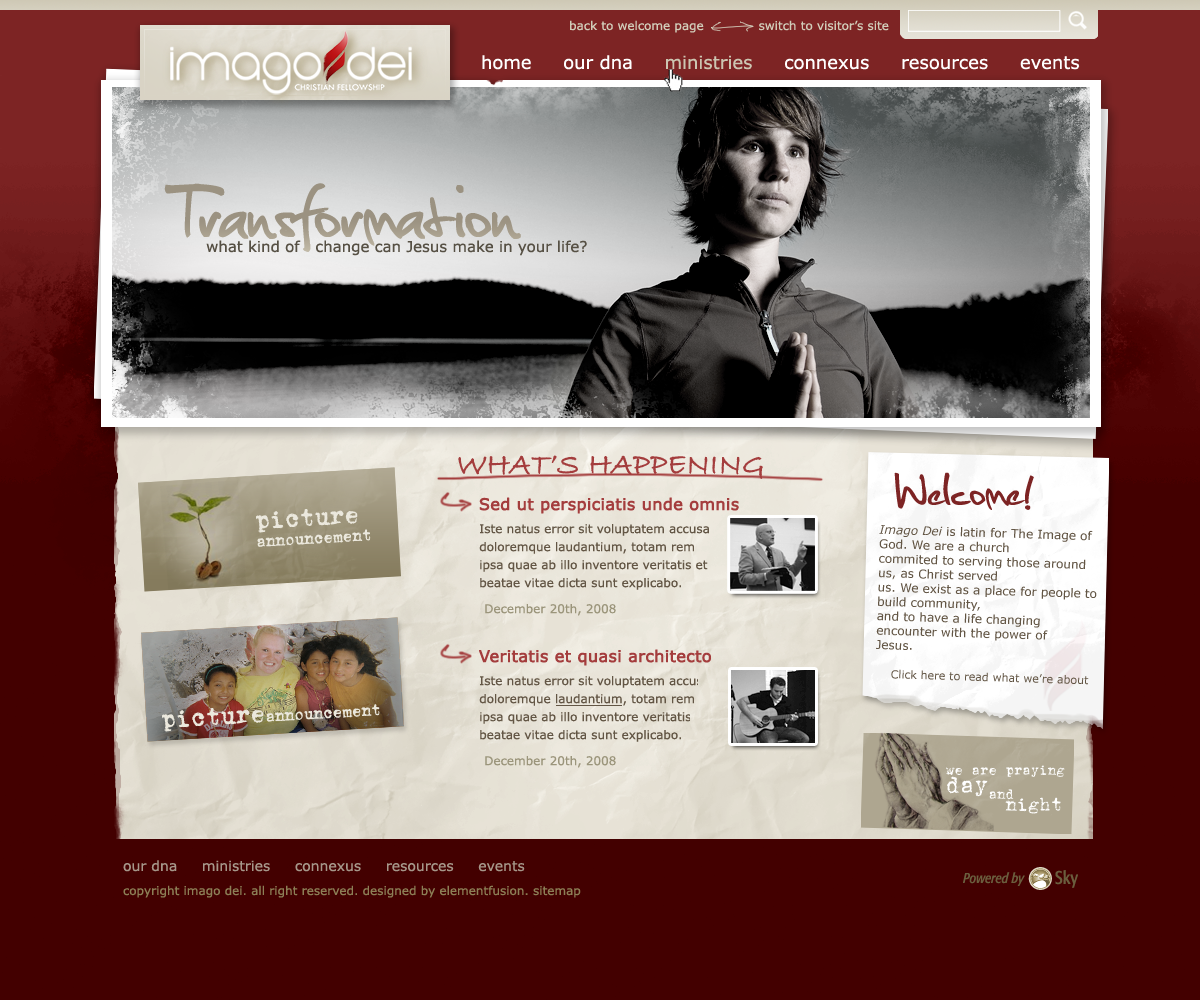 back to welcome page switch to visitor's site
imago dei
CHRISTIAN FELLOWSHIP
home our dna ministries connexus resources events
Transformation
what kind of change can Jesus make in your life?
picture
announcement
picture announcement
WHAT'S HAPPENING
Sed ut perspiciatis unde omnis
Iste natus error sit voluptatem accusa
doloremque laudantium, totam rem
ipsa quae ab illo inventore veritatis et
beatae vitae dicta sunt explicabo.
December 20th, 2008
Veritatis et quasi architecto
Iste natus error sit voluptatem accus
doloremque laudantium, totam rem
ipsa quae ab illo inventore veritatis
beatae vitae dicta sunt explicabo.
December 20th, 2008
Welcome!
Imago Dei is latin for The Image of
God. We are a church
commited to serving those around
us, as Christ served
us. We exist as a place for people to
build community,
and to have a life changing
encounter with the power of
Jesus.
Click here to read what we're about
we are praying
day and
night
our dna ministries connexus resources events
copyright imago dei. all right reserved. designed by elementfusion. sitemap
Powered by Sky